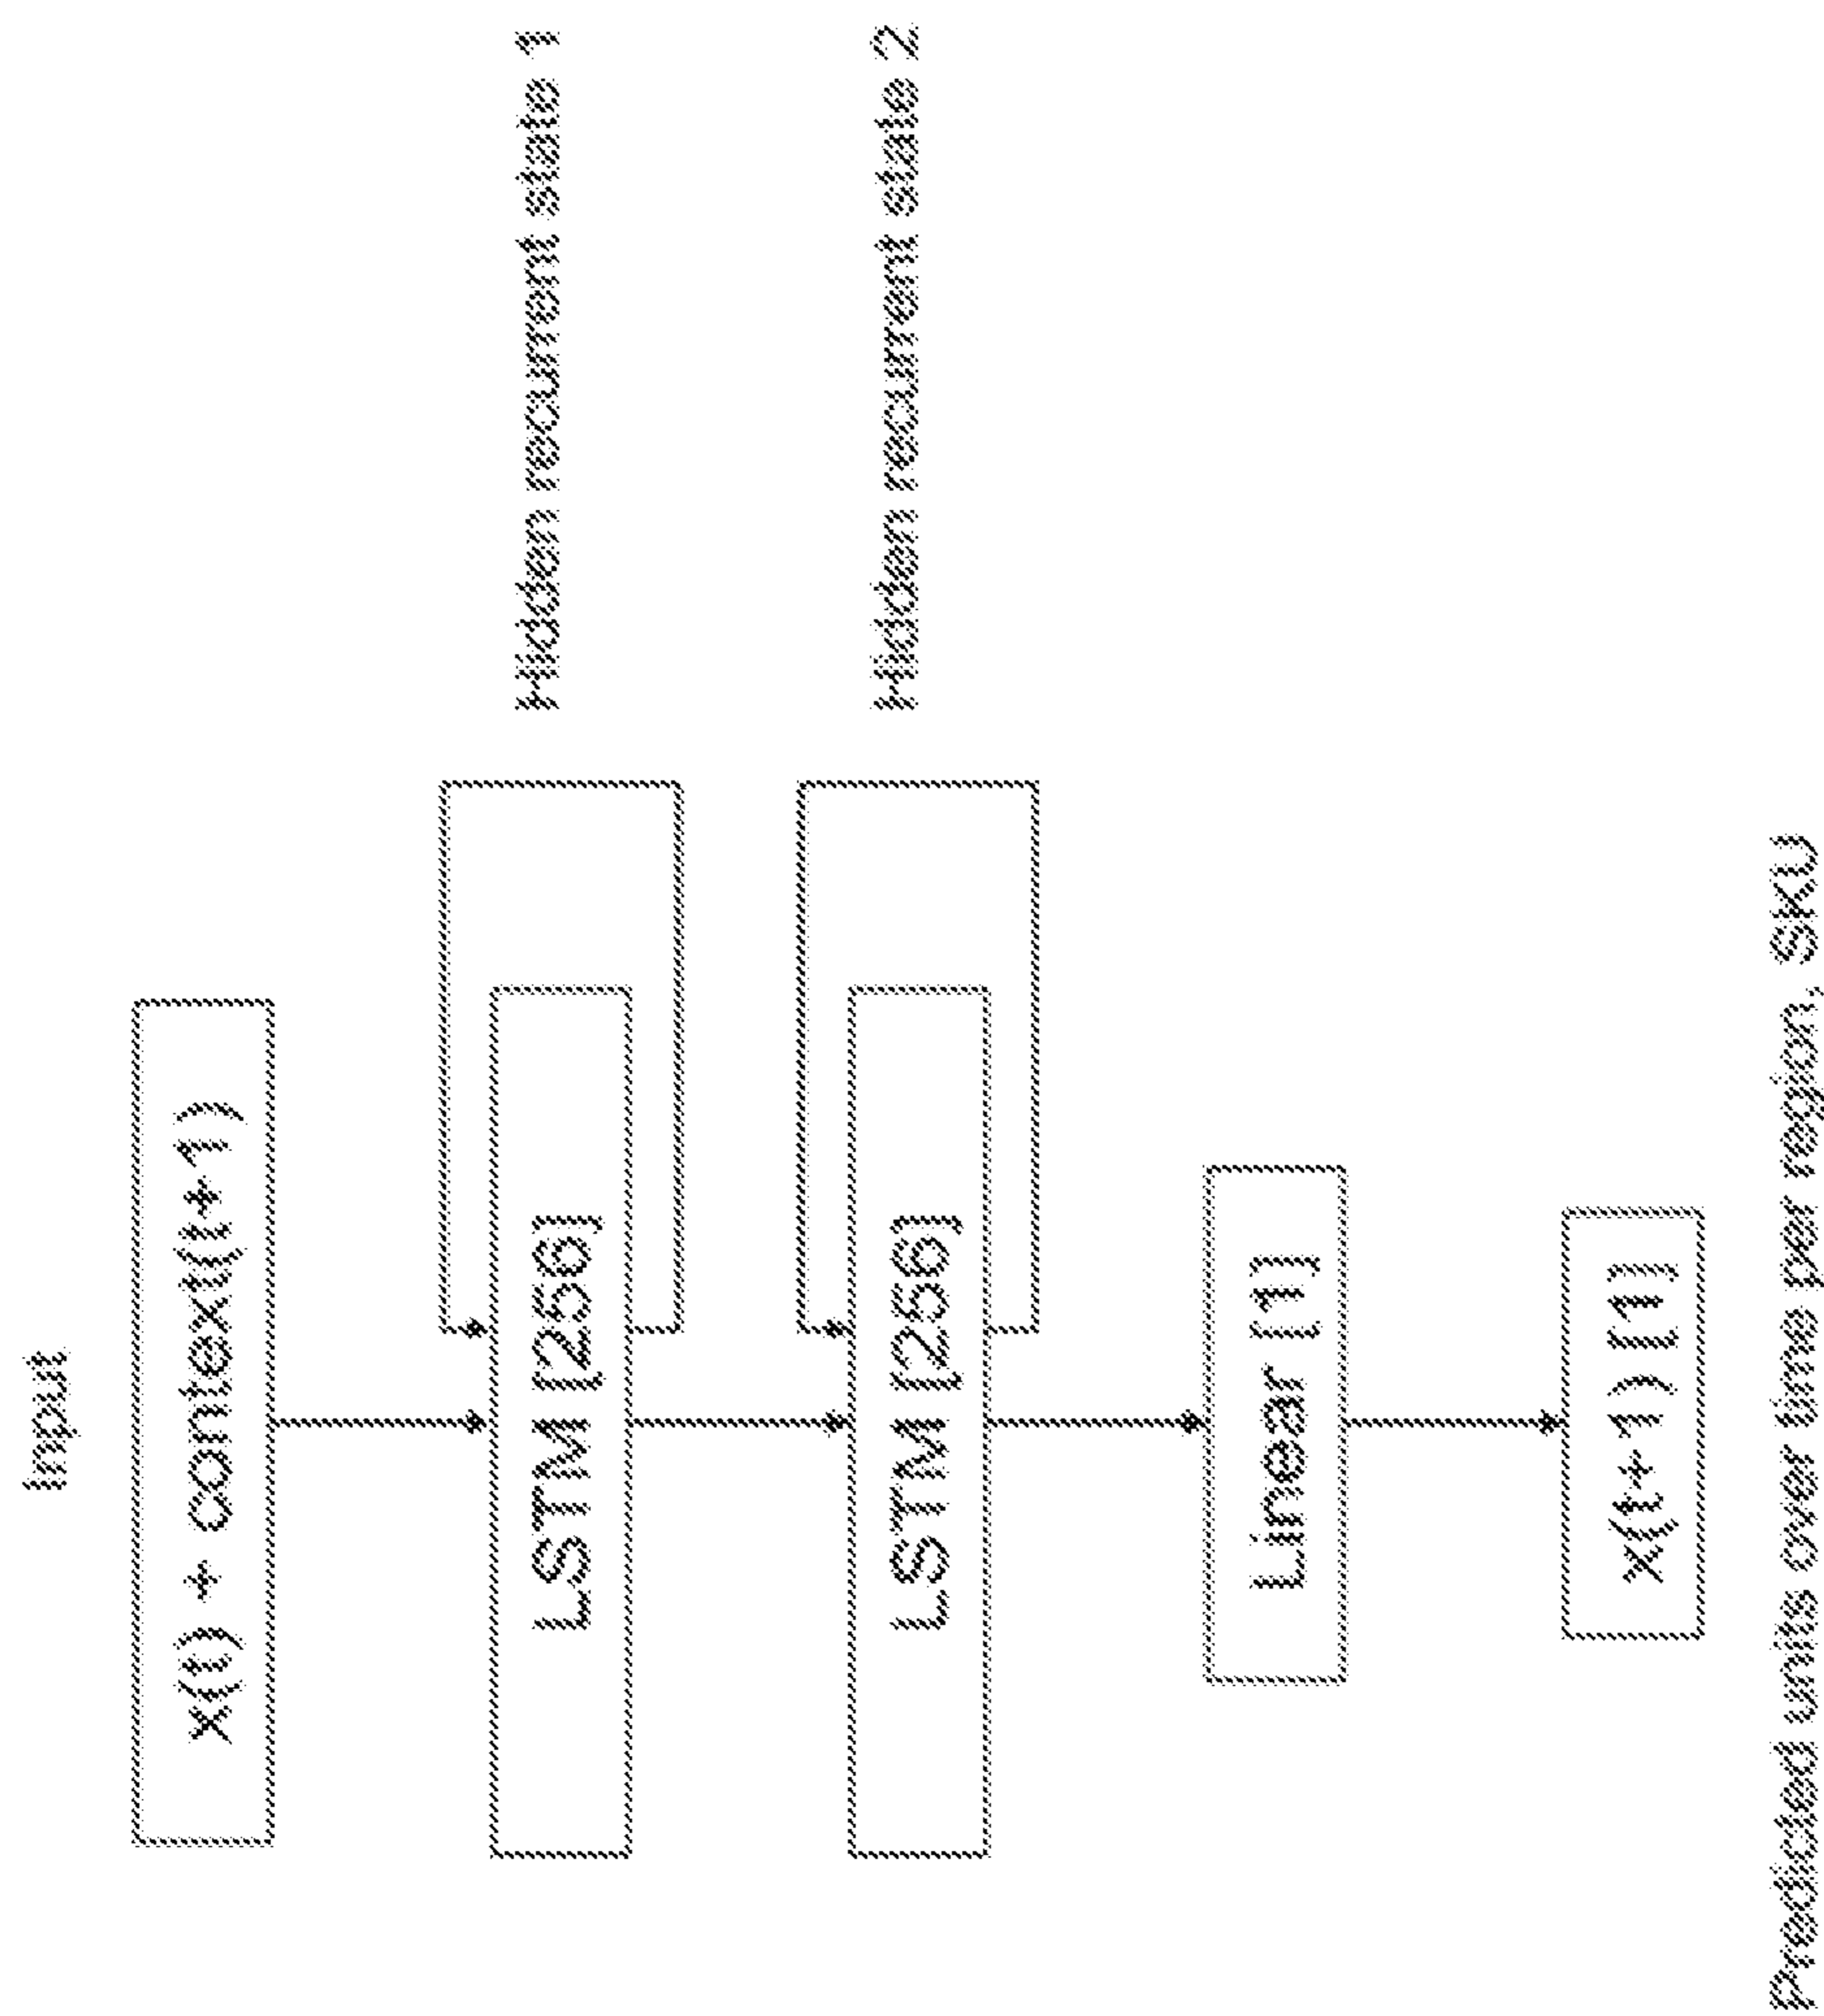 Input
x(t) + context(t+1)
LSTM [256]
Hidden recurrent state 1
LSTM [256]
Hidden recurrent state 2
Linear [1]
x(t+1) [1]
Predicted units over time per region, SKU